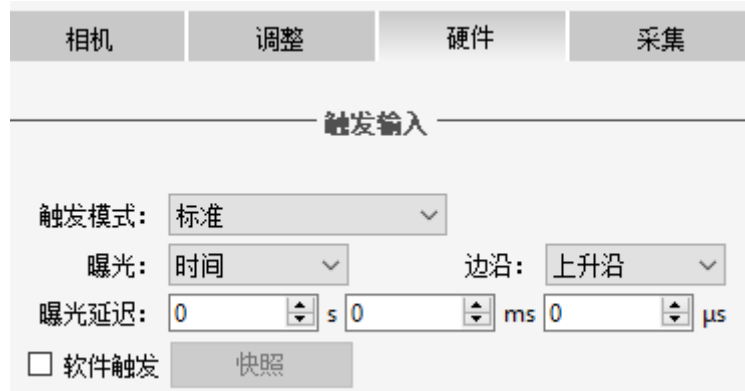 相机 调整 硬件 采集
触发输入
触发模式： 标准
曝光： 时间 边沿： 上升沿
曝光延迟： 0 s 0 ms 0 µs
软件触发 快照